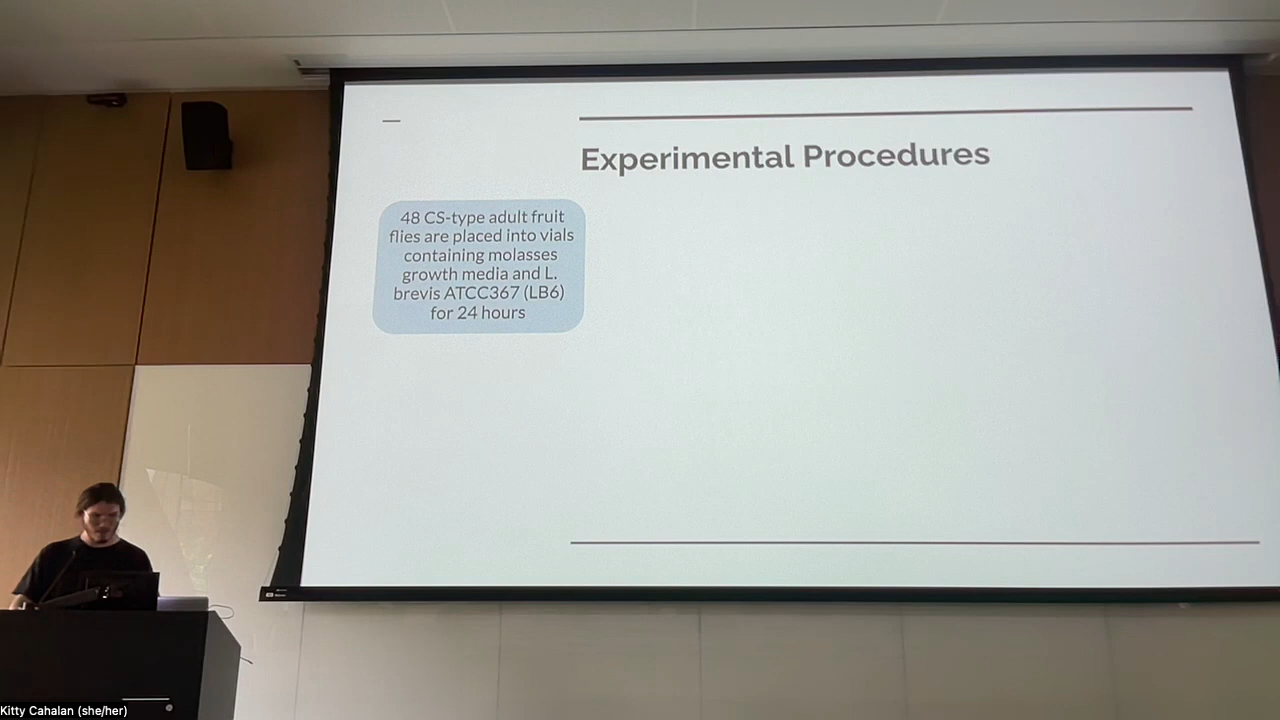 Experimental Procedures
48 CS-type adult fruit
flies are placed into vials
containing molasses
growth media and L.
brevis ATCC367 (LB6)
for 24 hours
Kitty Cahalan (she/her)